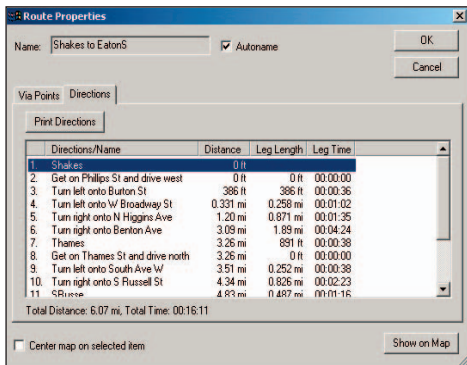 Route Properties
Name: Shakes to EatonS Autoname OK
Cancel
Via Points Directions
Print Directions
Directions/Name Distance Leg Length Leg Time
1. Shakes 0 ft
2. Get on Phillips St and drive west 0 ft 0 ft 00:00:00
3. Turn left onto Burton St 386 ft 386 ft 00:00:36
4. Turn left onto W Broadway St 0.331 mi 0.258 mi 00:01:02
5. Turn right onto N Higgins Ave 1.20 mi 0.871 mi 00:01:35
6. Turn right onto Benton Ave 3.09 mi 1.89 mi 00:04:24
7. Thames 3.26 mi 891 ft 00:00:38
8. Get on Thames St and drive north 3.26 mi 0 ft 00:00:00
9. Turn left onto South Ave W 3.51 mi 0.252 mi 00:00:38
10. Turn right onto S Russell St 4.34 mi 0.826 mi 00:02:23
11. SRusse 4.83 mi 0.487 mi 00:01:16
Total Distance: 6.07 mi, Total Time: 00:16:11
Center map on selected item Show on Map